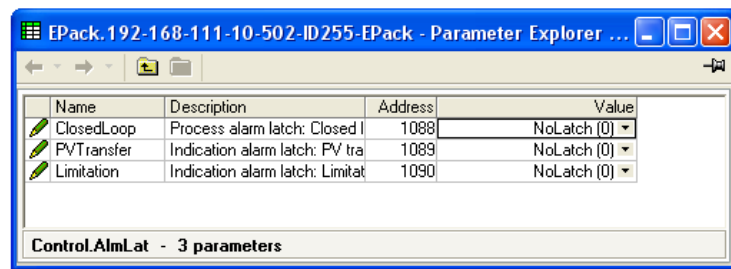 EPack.192-168-111-10-502-ID255-EPack - Parameter Explorer ...
Name Description Address Value
ClosedLoop Process alarm latch: Closed l 1088 NoLatch (0)
PVTransfer Indication alarm latch: PV tra 1089 NoLatch (0)
Limitation Indication alarm latch: Limitat 1090 NoLatch (0)
Control.AlmLat - 3 parameters